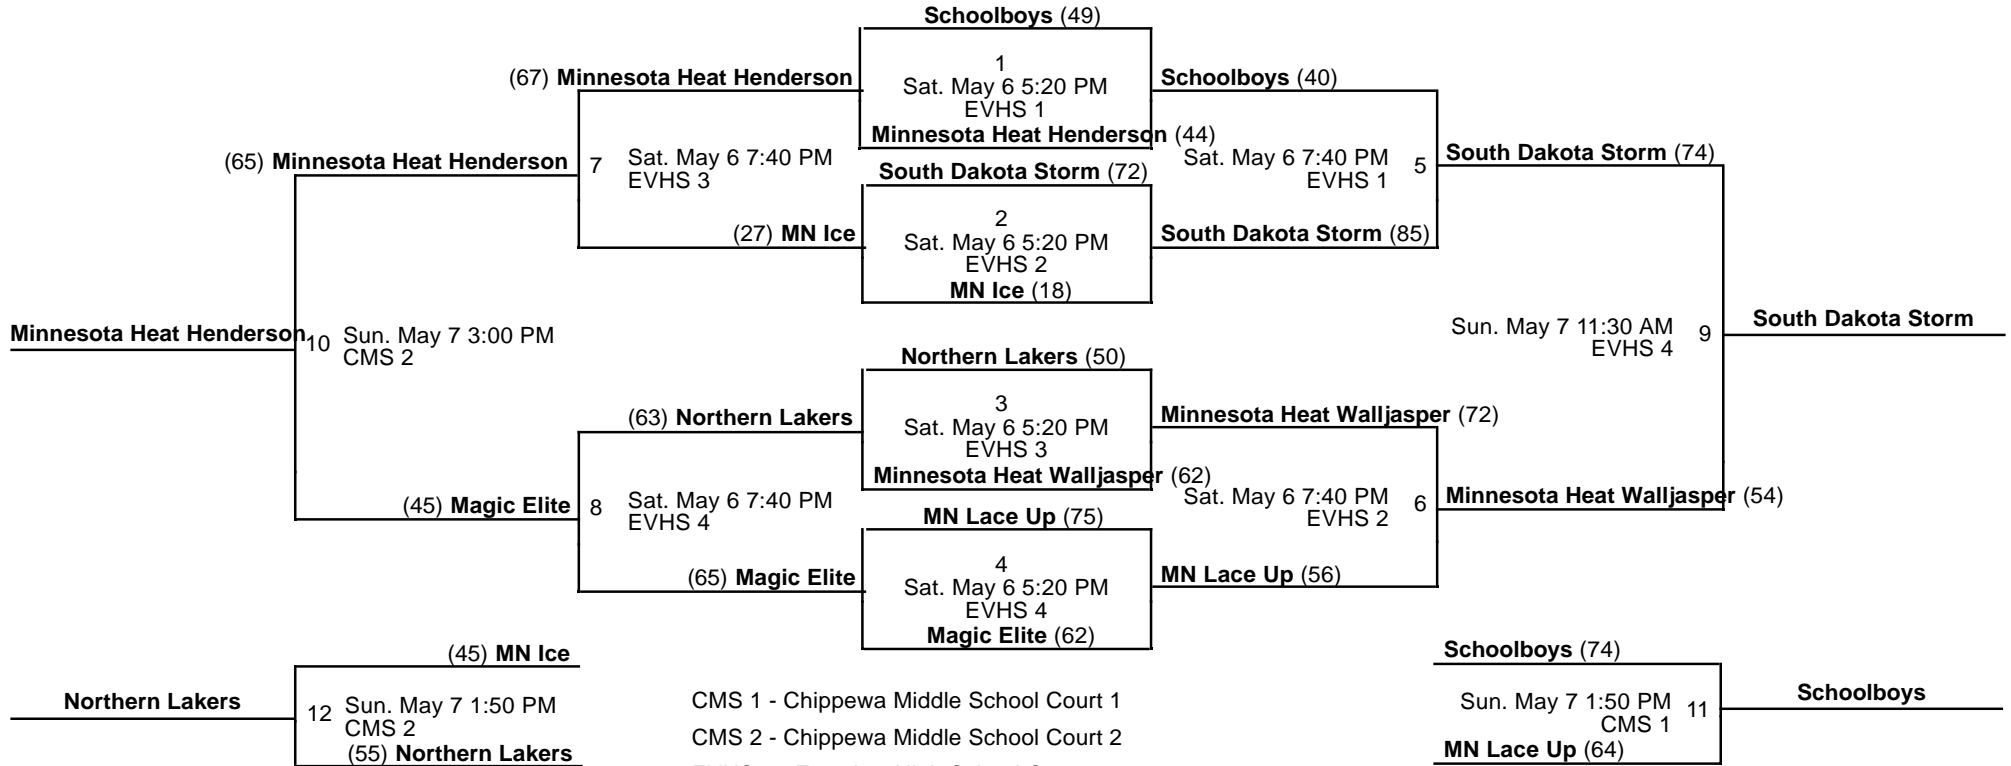 Schoolboys (49)
1
Sat. May 6 5:20 PM
EVHS 1
Minnesota Heat Henderson (44)
(67) Minnesota Heat Henderson
Schoolboys (40)
(65) Minnesota Heat Henderson
7
Sat. May 6 7:40 PM
EVHS 3
Sat. May 6 7:40 PM
EVHS 1
5
South Dakota Storm (74)
South Dakota Storm (72)
2
Sat. May 6 5:20 PM
EVHS 2
MN Ice (18)
(27) MN Ice
South Dakota Storm (85)
Minnesota Heat Henderson
10
Sun. May 7 3:00 PM
CMS 2
Sun. May 7 11:30 AM
EVHS 4
9
South Dakota Storm
Northern Lakers (50)
3
Sat. May 6 5:20 PM
EVHS 3
Minnesota Heat Walljasper (62)
(63) Northern Lakers
Minnesota Heat Walljasper (72)
(45) Magic Elite
8
Sat. May 6 7:40 PM
EVHS 4
Sat. May 6 7:40 PM
EVHS 2
6
Minnesota Heat Walljasper (54)
MN Lace Up (75)
4
Sat. May 6 5:20 PM
EVHS 4
Magic Elite (62)
(65) Magic Elite
MN Lace Up (56)
(45) MN Ice
Northern Lakers
12
Sun. May 7 1:50 PM
CMS 2
(55) Northern Lakers
CMS 1 - Chippewa Middle School Court 1
CMS 2 - Chippewa Middle School Court 2
Schoolboys (74)
Sun. May 7 1:50 PM
CMS 1
11
Schoolboys
MN Lace Up (64)